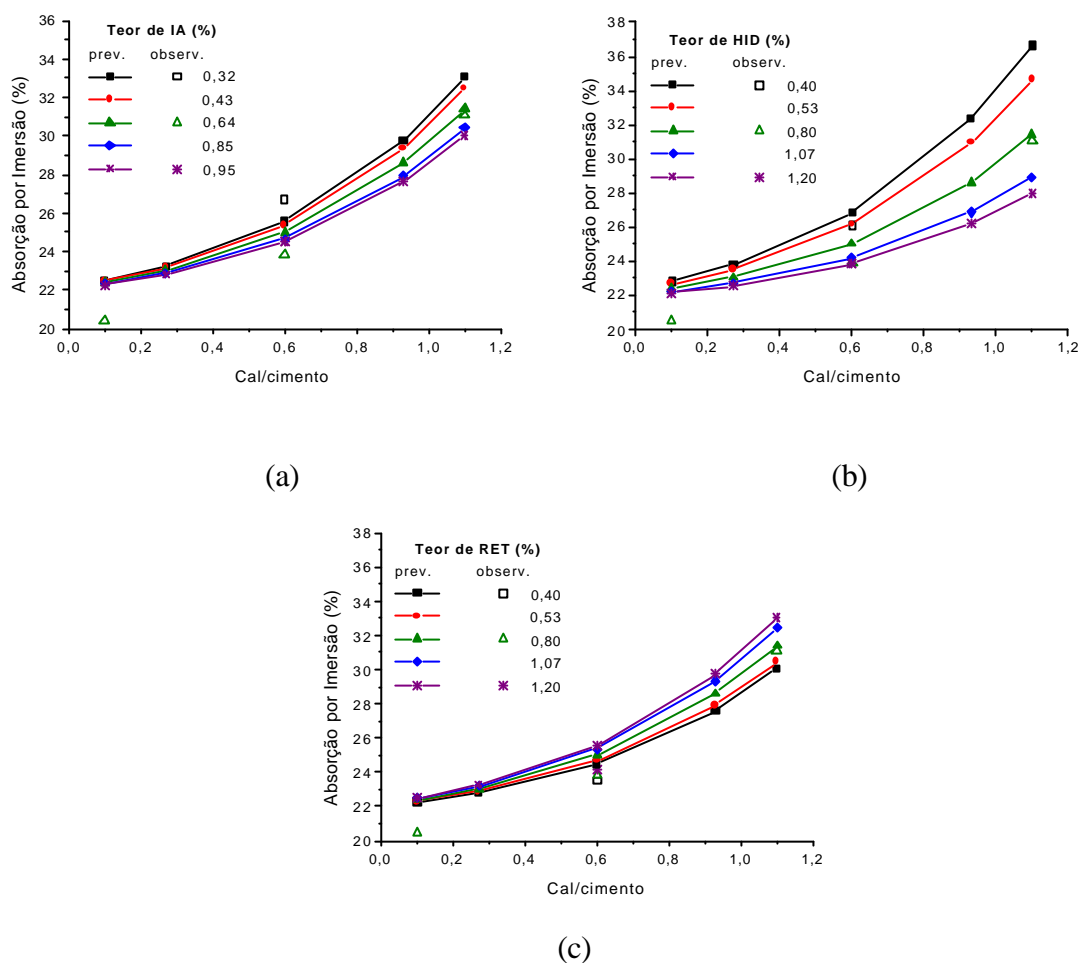 Teor de IA (%)
prev. observ.
0,32
0,43
0,64
0,85
0,95
Absorção por Imersão (%)
36
34
32
30
28
26
24
22
20
0,0 0,2 0,4 0,6 0,8 1,0 1,2
Cal/cimento
(a)
Teor de HID (%)
prev. observ.
0,40
0,53
0,80
1,07
1,20
Absorção por Imersão (%)
38
36
34
32
30
28
26
24
22
20
0,0 0,2 0,4 0,6 0,8 1,0 1,2
Cal/cimento
(b)
Teor de RET (%)
prev. observ.
0,40
0,53
0,80
1,07
1,20
Absorção por Imersão (%)
38
36
34
32
30
28
26
24
22
20
0,0 0,2 0,4 0,6 0,8 1,0 1,2
Cal/cimento
(c)